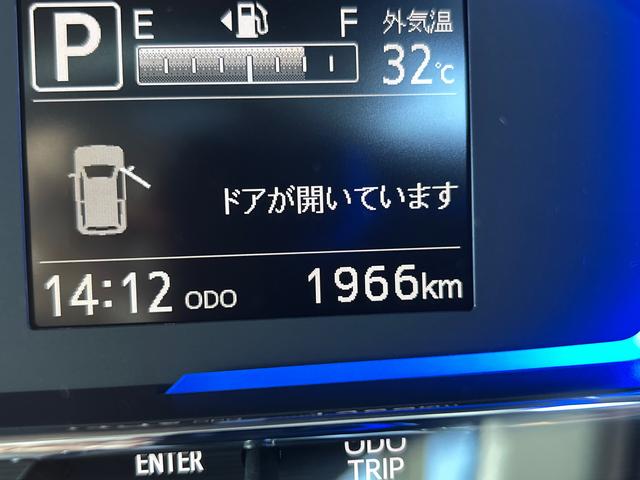 P E F 外気温
32℃
ドアが開いています
14:12 ODO 1966km
ENTER ODO
TRIP